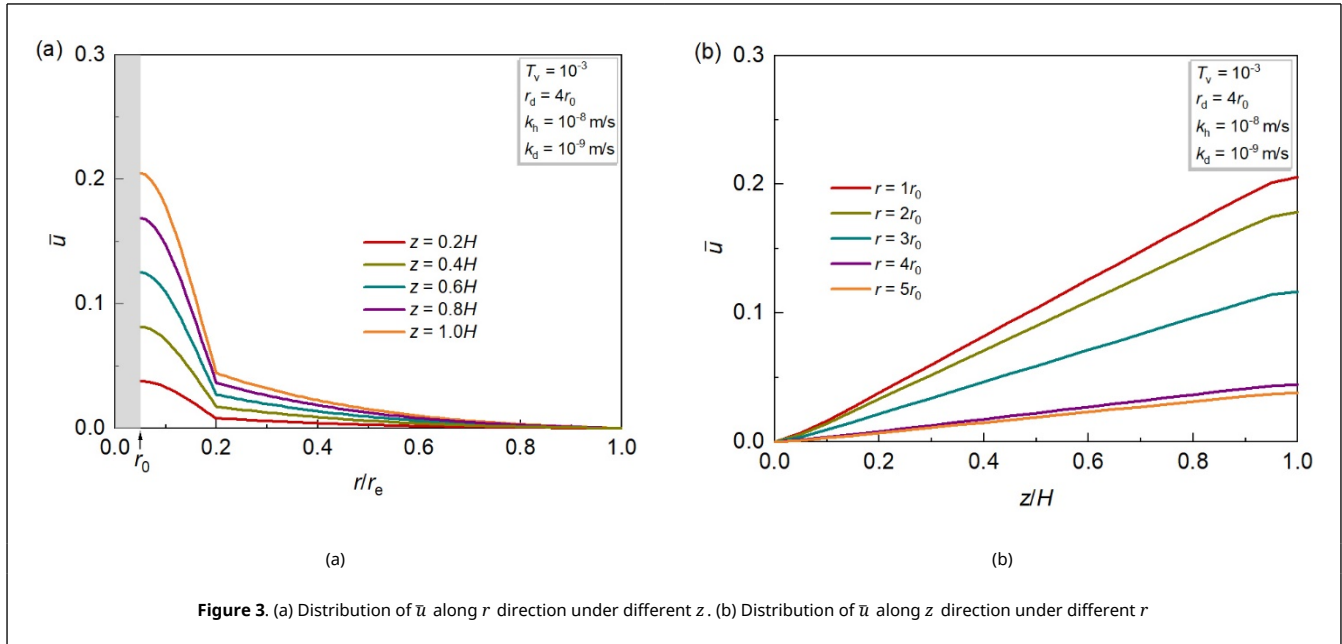 (a)
0.3
0.2
0.1
0.0
ū
T_v = 10^-3
r_d = 4r_0
k_h = 10^-8 m/s
k_d = 10^-9 m/s
z = 0.2H
z = 0.4H
z = 0.6H
z = 0.8H
z = 1.0H
0.0 0.2 0.4 0.6 0.8 1.0
r_0
r/r_e
(a)
(b)
0.3
0.2
0.1
0.0
ū
T_v = 10^-3
r_d = 4r_0
k_h = 10^-8 m/s
k_d = 10^-9 m/s
r = 1r_0
r = 2r_0
r = 3r_0
r = 4r_0
r = 5r_0
0.0 0.2 0.4 0.6 0.8 1.0
z/H
(b)
Figure 3. (a) Distribution of ū along r direction under different z. (b) Distribution of ū along z direction under different r